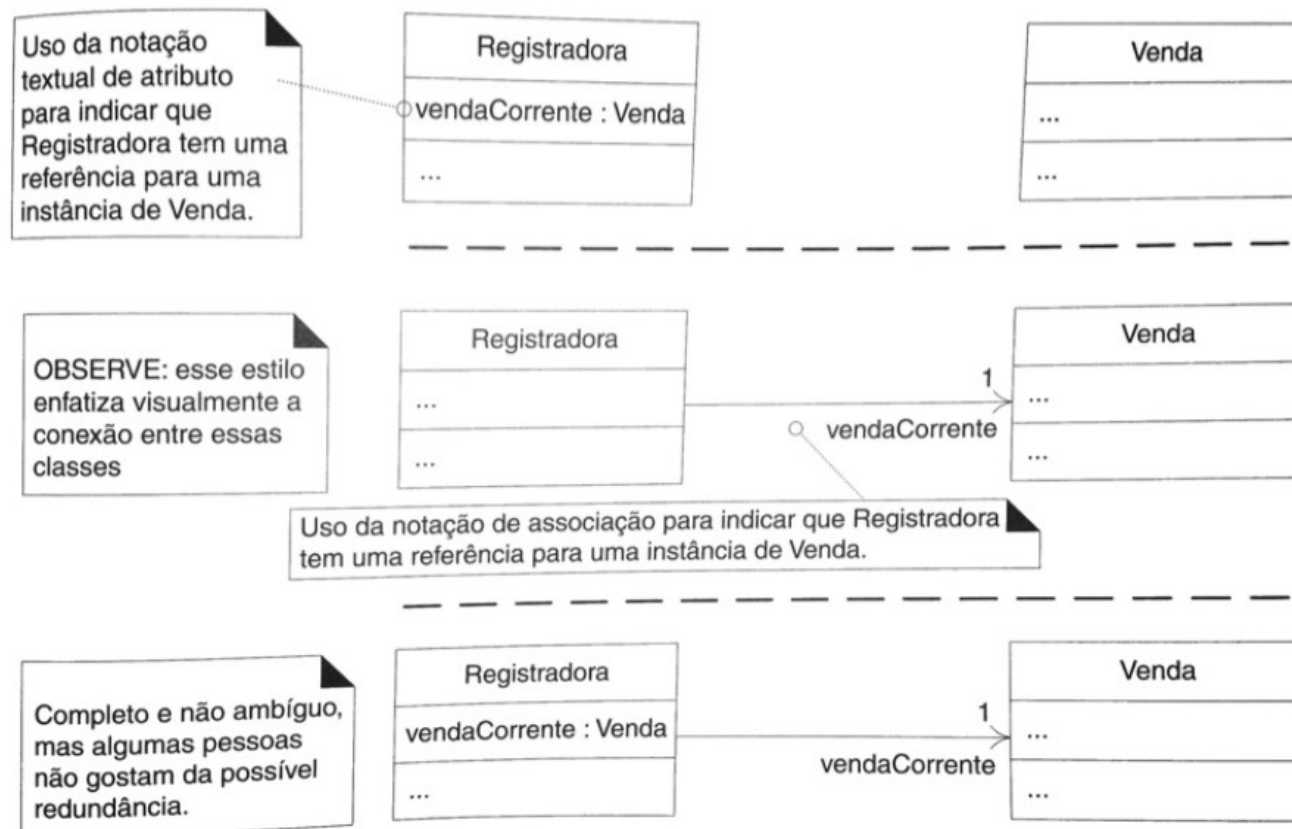 Uso da notação
textual de atributo
para indicar que
Registradora tem uma
referência para uma
instância de Venda.
Registradora
vendaCorrente : Venda
...
Venda
...
...
OBSERVE: esse estilo
enfatiza visualmente a
conexão entre essas
classes
Registradora
...
...
1
vendaCorrente
Venda
...
...
Uso da notação de associação para indicar que Registradora
tem uma referência para uma instância de Venda.
Completo e não ambíguo,
mas algumas pessoas
não gostam da possível
redundância.
Registradora
vendaCorrente : Venda
...
1
vendaCorrente
Venda
...
...